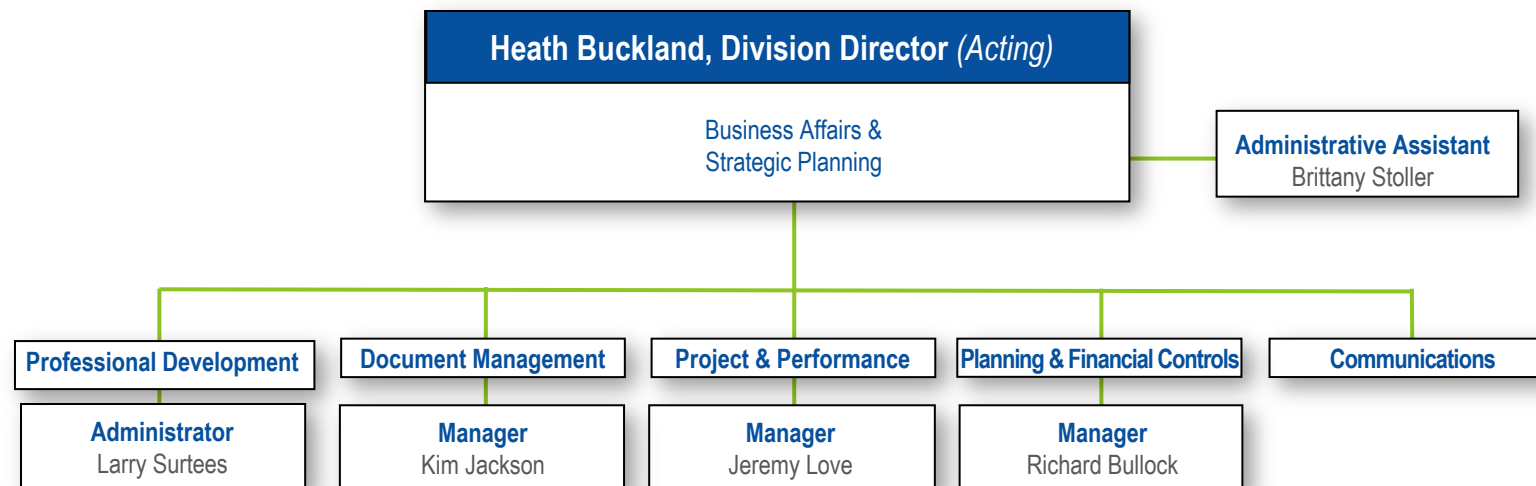 Heath Buckland, Division Director (Acting)
Business Affairs &
Strategic Planning
Administrative Assistant
Brittany Stoller
Professional Development
Administrator
Larry Surtees
Document Management
Manager
Kim Jackson
Project & Performance
Manager
Jeremy Love
Planning & Financial Controls
Manager
Richard Bullock
Communications